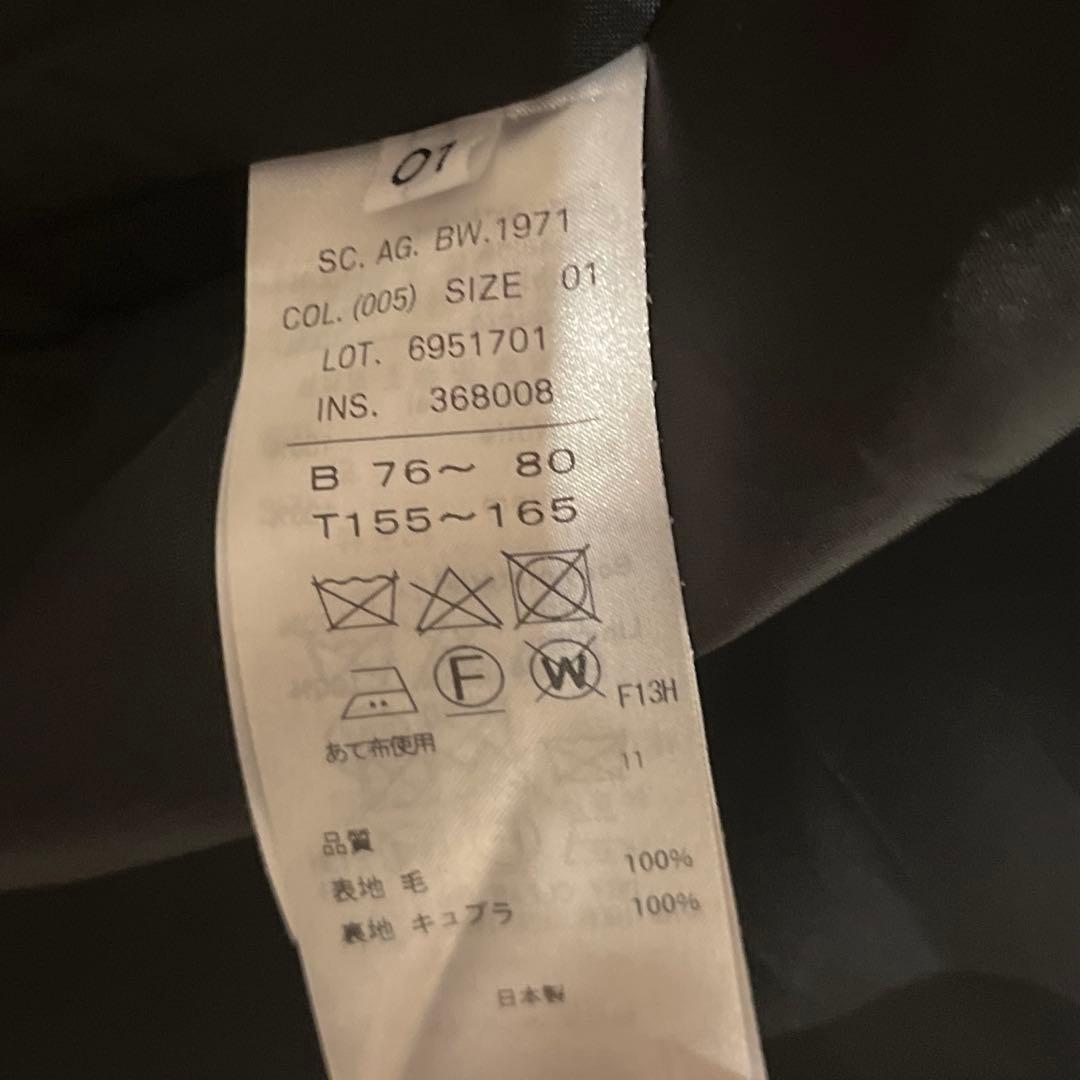 01
SC. AG. BW.1971
COL. (005) SIZE 01
LOT. 6951701
INS. 368008
B 76～ 80
T155～165
F W F13H
あて布使用
11
品質
表地 毛 100%
裏地 キュプラ 100%
日本製